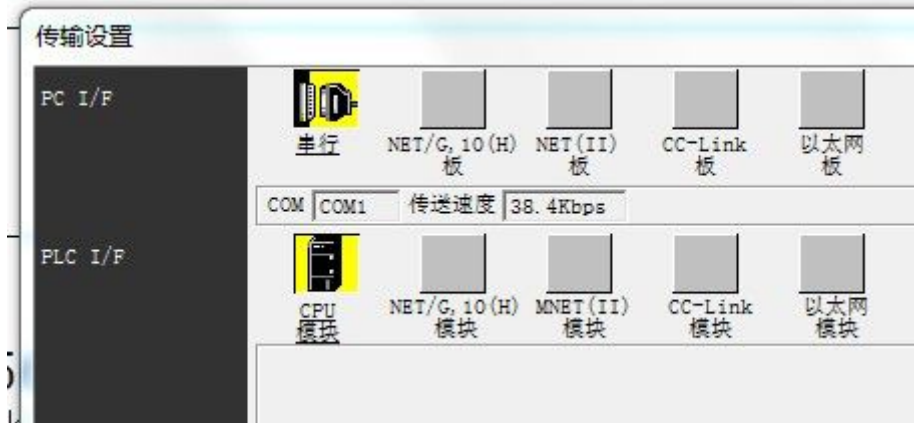 传输设置
PC I/F
串行
NET/G,10(H)
板
NET(II)
板
CC-Link
板
以太网
板
COM COM1 传送速度 38.4Kbps
PLC I/F
CPU
模块
NET/G,10(H)
模块
MNET(II)
模块
CC-Link
模块
以太网
模块